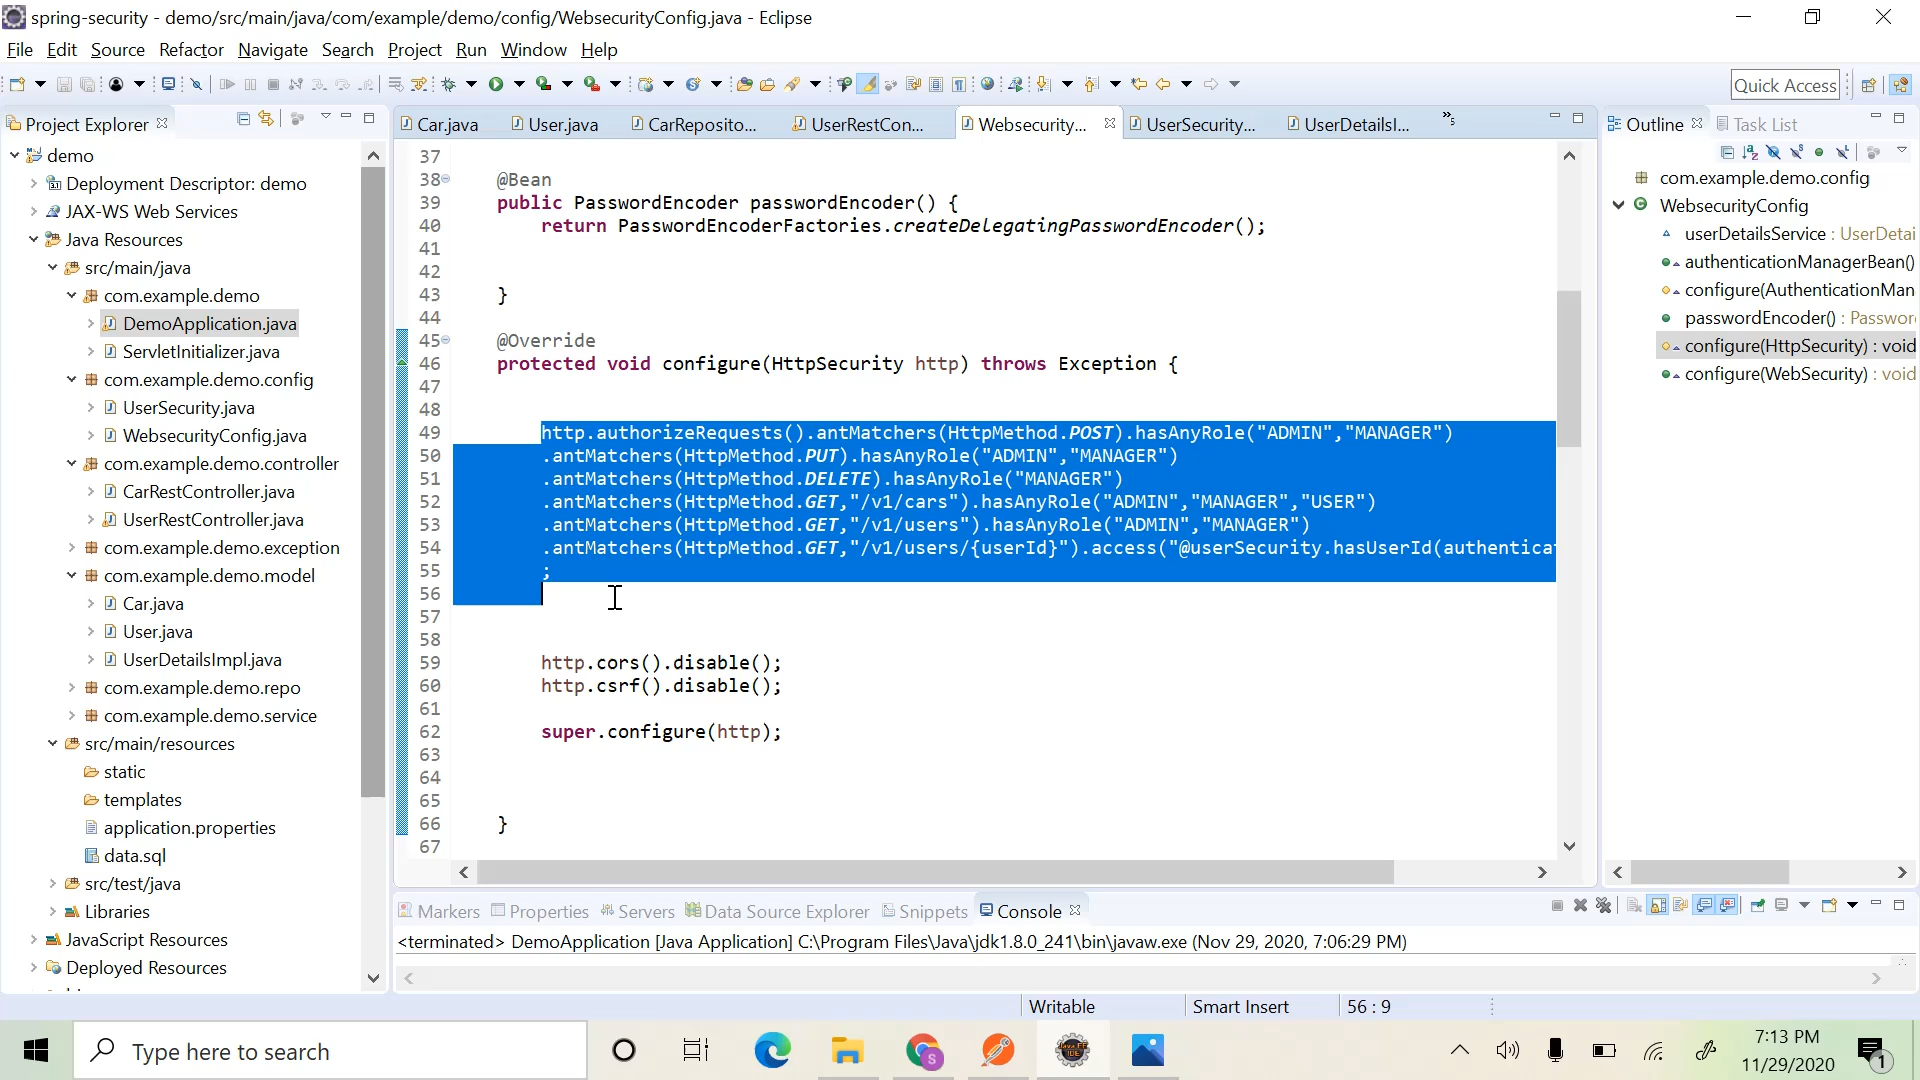 spring-security - demo/src/main/java/com/example/demo/config/WebsecurityConfig.java - Eclipse
File Edit Source Refactor Navigate Search Project Run Window Help
Quick Access
Project Explorer
demo
Deployment Descriptor: demo
JAX-WS Web Services
Java Resources
src/main/java
com.example.demo
DemoApplication.java
ServletInitializer.java
com.example.demo.config
UserSecurity.java
WebsecurityConfig.java
com.example.demo.controller
CarRestController.java
UserRestController.java
com.example.demo.exception
com.example.demo.model
Car.java
User.java
UserDetailsImpl.java
com.example.demo.repo
com.example.demo.service
src/main/resources
static
templates
application.properties
data.sql
src/test/java
Libraries
JavaScript Resources
Deployed Resources
Car.java User.java CarReposito... UserRestCon... Websecurity... UserSecurity... UserDetailsI... »5
37
38 @Bean
39 public PasswordEncoder passwordEncoder() {
40 return PasswordEncoderFactories.createDelegatingPasswordEncoder();
41
42
43 }
44
45 @Override
46 protected void configure(HttpSecurity http) throws Exception {
47
48
49 http.authorizeRequests().antMatchers(HttpMethod.POST).hasAnyRole("ADMIN","MANAGER")
50 .antMatchers(HttpMethod.PUT).hasAnyRole("ADMIN","MANAGER")
51 .antMatchers(HttpMethod.DELETE).hasAnyRole("MANAGER")
52 .antMatchers(HttpMethod.GET,"/v1/cars").hasAnyRole("ADMIN","MANAGER","USER")
53 .antMatchers(HttpMethod.GET,"/v1/users").hasAnyRole("ADMIN","MANAGER")
54 .antMatchers(HttpMethod.GET,"/v1/users/{userId}").access("@userSecurity.hasUserId(authentica
55 ;
56
57
58
59 http.cors().disable();
60 http.csrf().disable();
61
62 super.configure(http);
63
64
65
66 }
67
Outline Task List
com.example.demo.config
WebsecurityConfig
userDetailsService : UserDetai
authenticationManagerBean()
configure(AuthenticationMan
passwordEncoder() : Passwor
configure(HttpSecurity) : void
configure(WebSecurity) : void
Markers Properties Servers Data Source Explorer Snippets Console
<terminated> DemoApplication [Java Application] C:\Program Files\Java\jdk1.8.0_241\bin\javaw.exe (Nov 29, 2020, 7:06:29 PM)
Writable Smart Insert 56 : 9
Type here to search
7:13 PM
11/29/2020
1